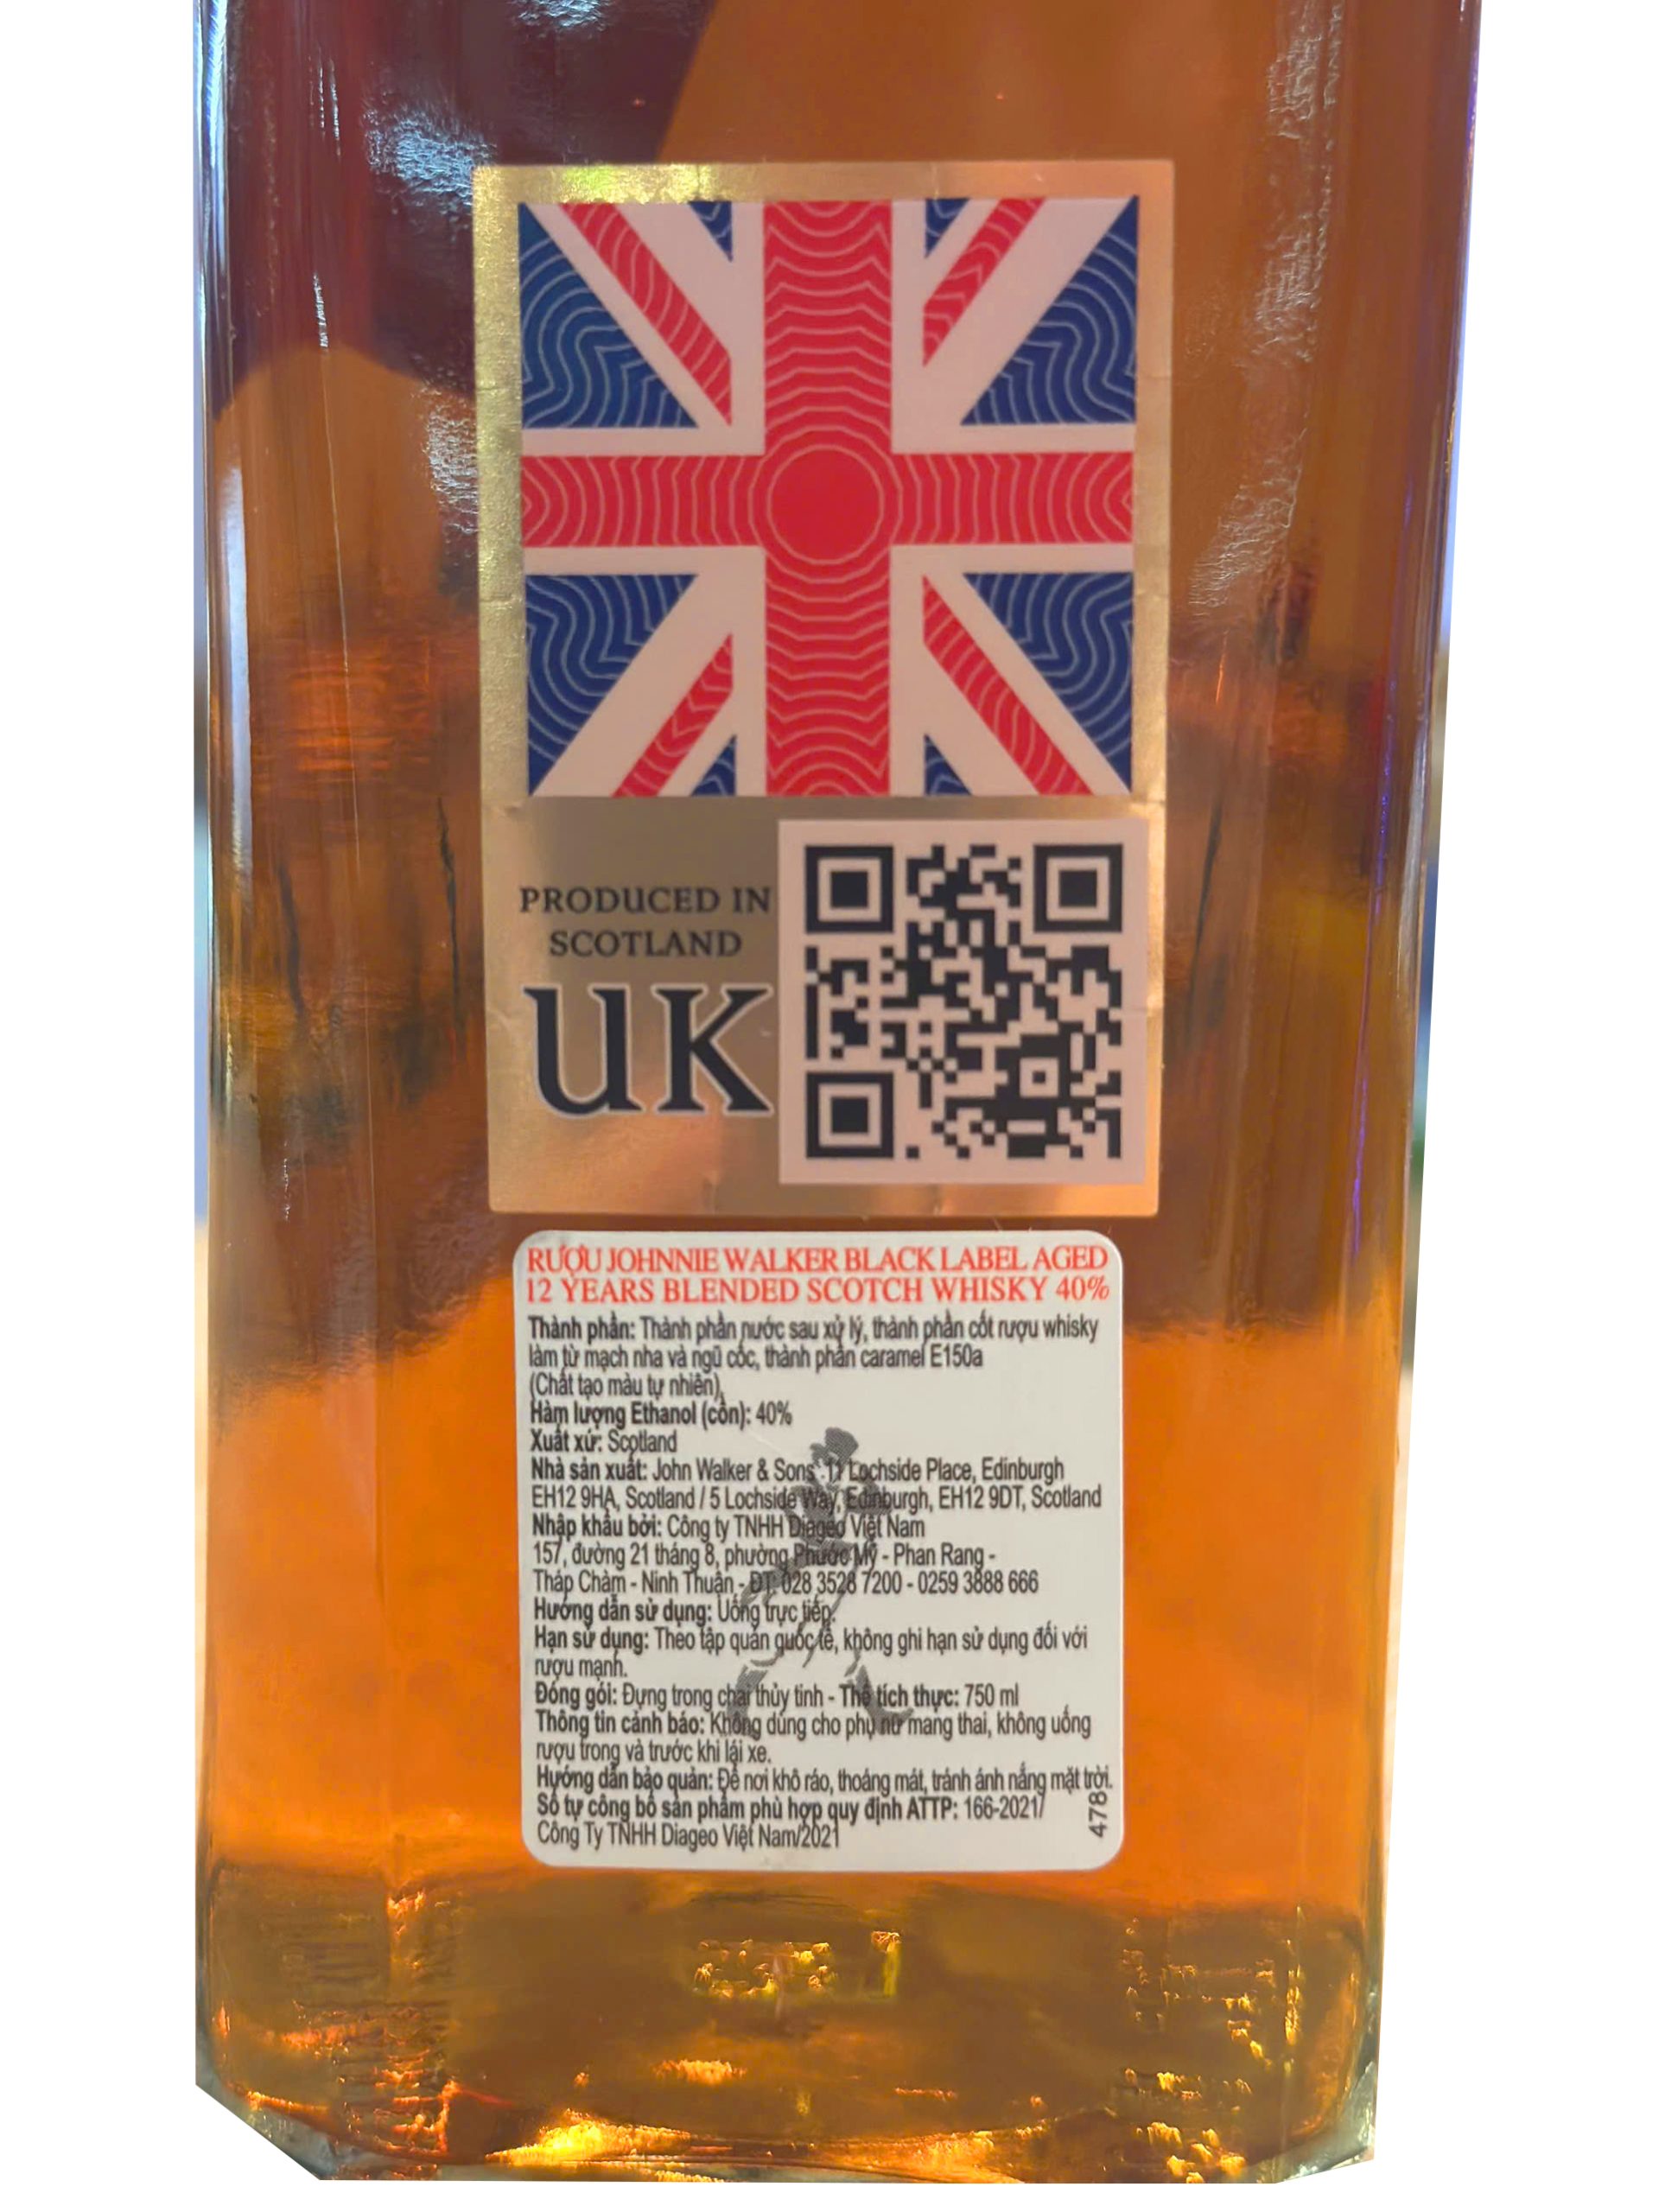 PRODUCED IN
SCOTLAND
UK
RƯỢU JOHNNIE WALKER BLACK LABEL AGED
12 YEARS BLENDED SCOTCH WHISKY 40%
Thành phần: Thành phần nước sau xử lý, thành phần cốt rượu whisky
làm từ mạch nha và ngũ cốc, thành phần caramel E150a
(Chất tạo màu tự nhiên).
Hàm lượng Ethanol (cồn): 40%
Xuất xứ: Scotland
Nhà sản xuất: John Walker & Sons 11 Lochside Place, Edinburgh
EH12 9HA, Scotland / 5 Lochside Way, Edinburgh, EH12 9DT, Scotland
Nhập khẩu bởi: Công ty TNHH Diageo Việt Nam
157, đường 21 tháng 8, phường Phước Mỹ - Phan Rang -
Tháp Chàm - Ninh Thuận - ĐT: 028 3528 7200 - 0259 3888 666
Hướng dẫn sử dụng: Uống trực tiếp.
Hạn sử dụng: Theo tập quán quốc tế, không ghi hạn sử dụng đối với
rượu mạnh.
Đóng gói: Đựng trong chai thủy tinh - Thể tích thực: 750 ml
Thông tin cảnh báo: Không dùng cho phụ nữ mang thai, không uống
rượu trong và trước khi lái xe.
Hướng dẫn bảo quản: Để nơi khô ráo, thoáng mát, tránh ánh nắng mặt trời.
Số tự công bố sản phẩm phù hợp quy định ATTP: 166-2021/
Công Ty TNHH Diageo Việt Nam/2021